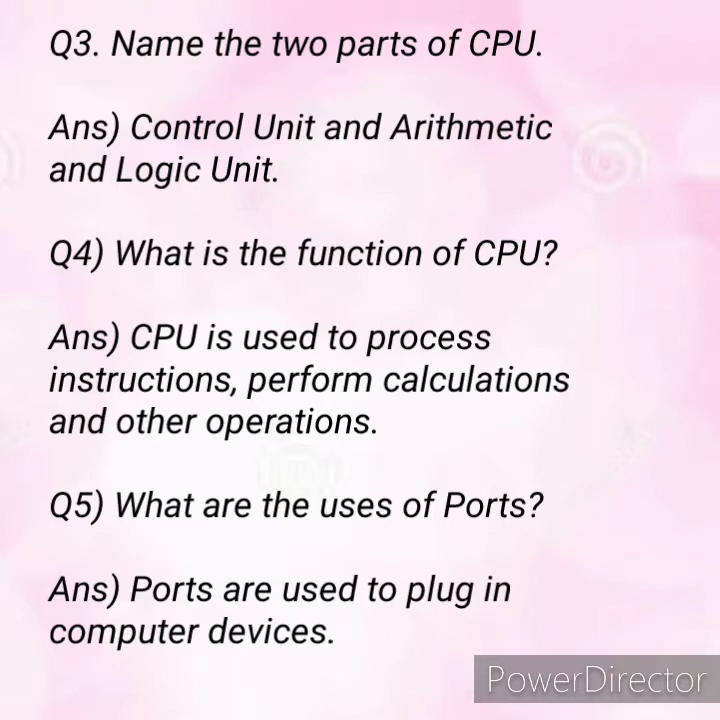 Q3. Name the two parts of CPU.
Ans) Control Unit and Arithmetic
and Logic Unit.
Q4) What is the function of CPU?
Ans) CPU is used to process
instructions, perform calculations
and other operations.
Q5) What are the uses of Ports?
Ans) Ports are used to plug in
computer devices.
PowerDirector